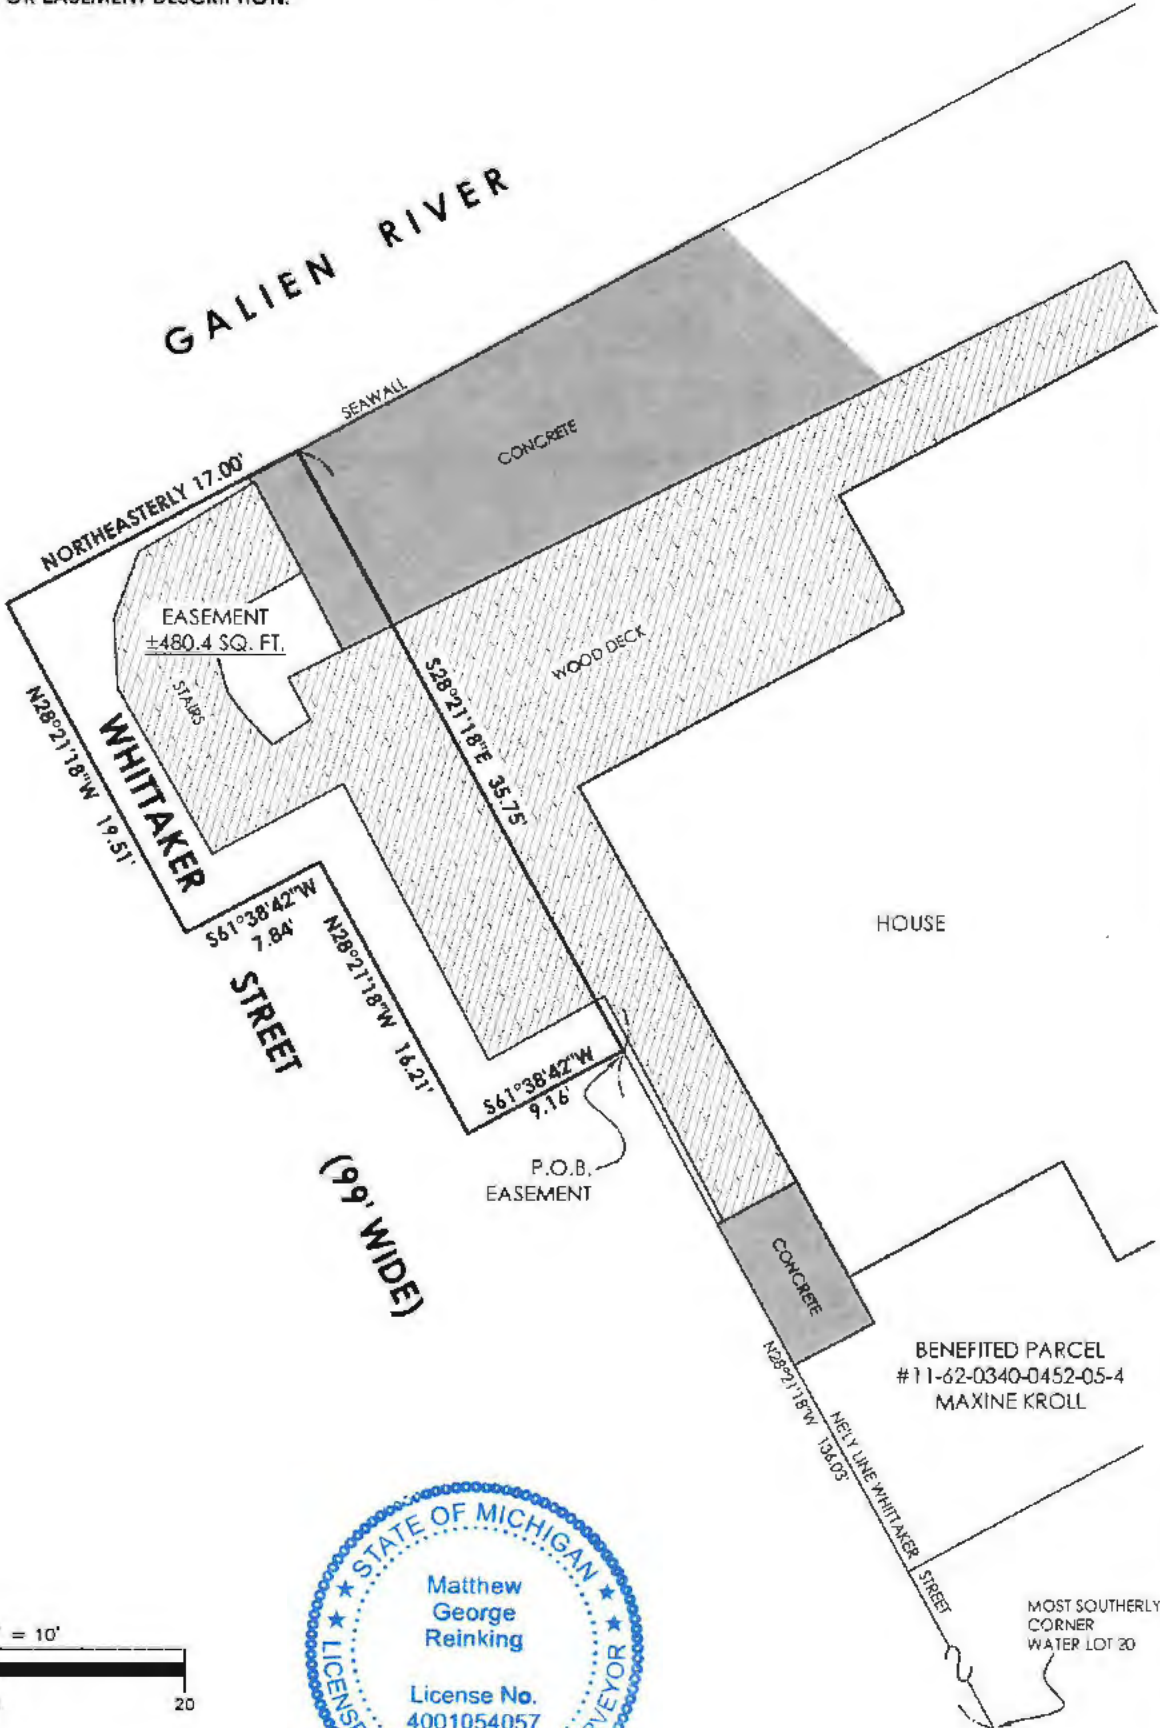 OR EASEMENT DESCRIPTION.
GALIEN RIVER
SEAWALL
CONCRETE
NORTHEASTERLY 17.00'
EASEMENT
±480.4 SQ. FT.
STAIRS
WOOD DECK
S28°21'18"E 35.75'
N28°21'18"W 19.51'
WHITTAKER
STREET
(99' WIDE)
S61°38'42"W
7.84'
N28°21'18"W 16.21'
HOUSE
S61°38'42"W
9.16'
P.O.B.
EASEMENT
CONCRETE
BENEFITED PARCEL
#11-62-0340-0452-05-4
MAXINE KROLL
N28°21'18"W 136.03'
NE'LY LINE WHITTAKER STREET
MOST SOUTHERLY
CORNER
WATER LOT 20
= 10'
20
STATE OF MICHIGAN
Matthew
George
Reinking
License No.
4001054057